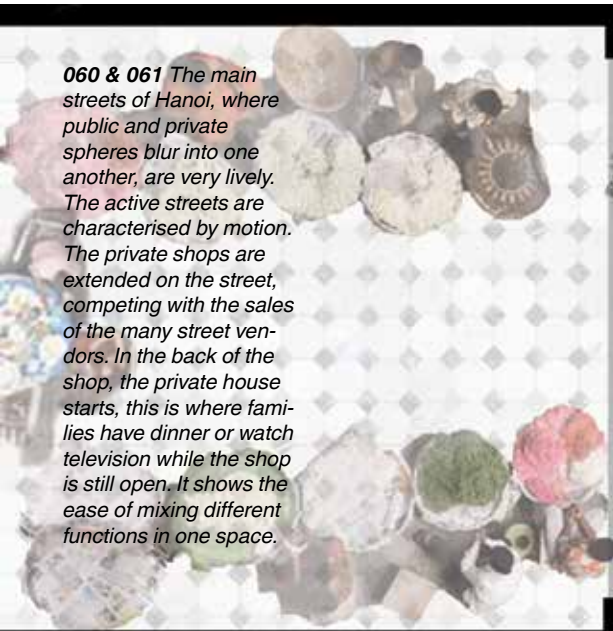 060 & 061 The main
streets of Hanoi, where
public and private
spheres blur into one
another, are very lively.
The active streets are
characterised by motion.
The private shops are
extended on the street,
competing with the sales
of the many street ven-
dors. In the back of the
shop, the private house
starts, this is where fami-
lies have dinner or watch
television while the shop
is still open. It shows the
ease of mixing different
functions in one space.